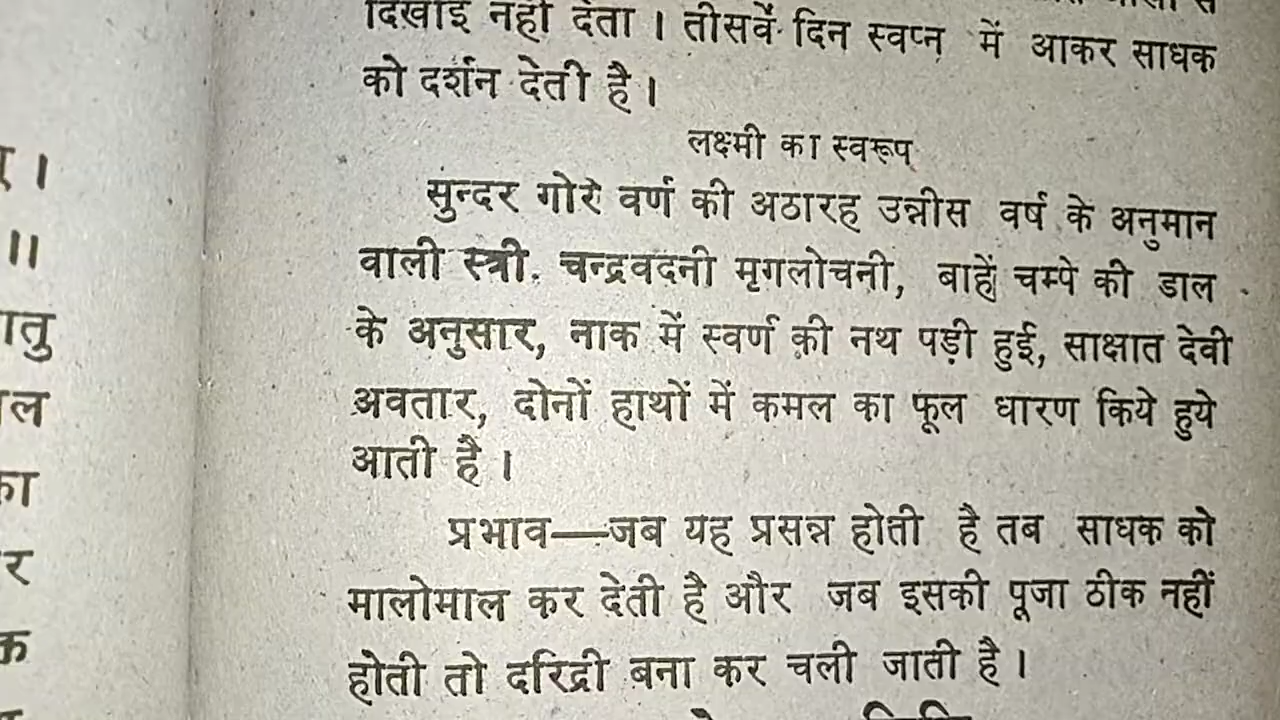 दिखाई नहीं देता । तीसवें दिन स्वप्न में आकर साधक
को दर्शन देती है ।
लक्ष्मी का स्वरूप
सुन्दर गोरे वर्ण की अठारह उन्नीस वर्ष के अनुमान
वाली स्त्री. चन्द्रवदनी मृगलोचनी, बाहें चम्पे की डाल
के अनुसार, नाक में स्वर्ण की नथ पड़ी हुई, साक्षात देवी
अवतार, दोनों हाथों में कमल का फूल धारण किये हुये
आती है ।
प्रभाव—जब यह प्रसन्न होती है तब साधक को
मालोमाल कर देती है और जब इसकी पूजा ठीक नहीं
होती तो दरिद्री बना कर चली जाती है ।